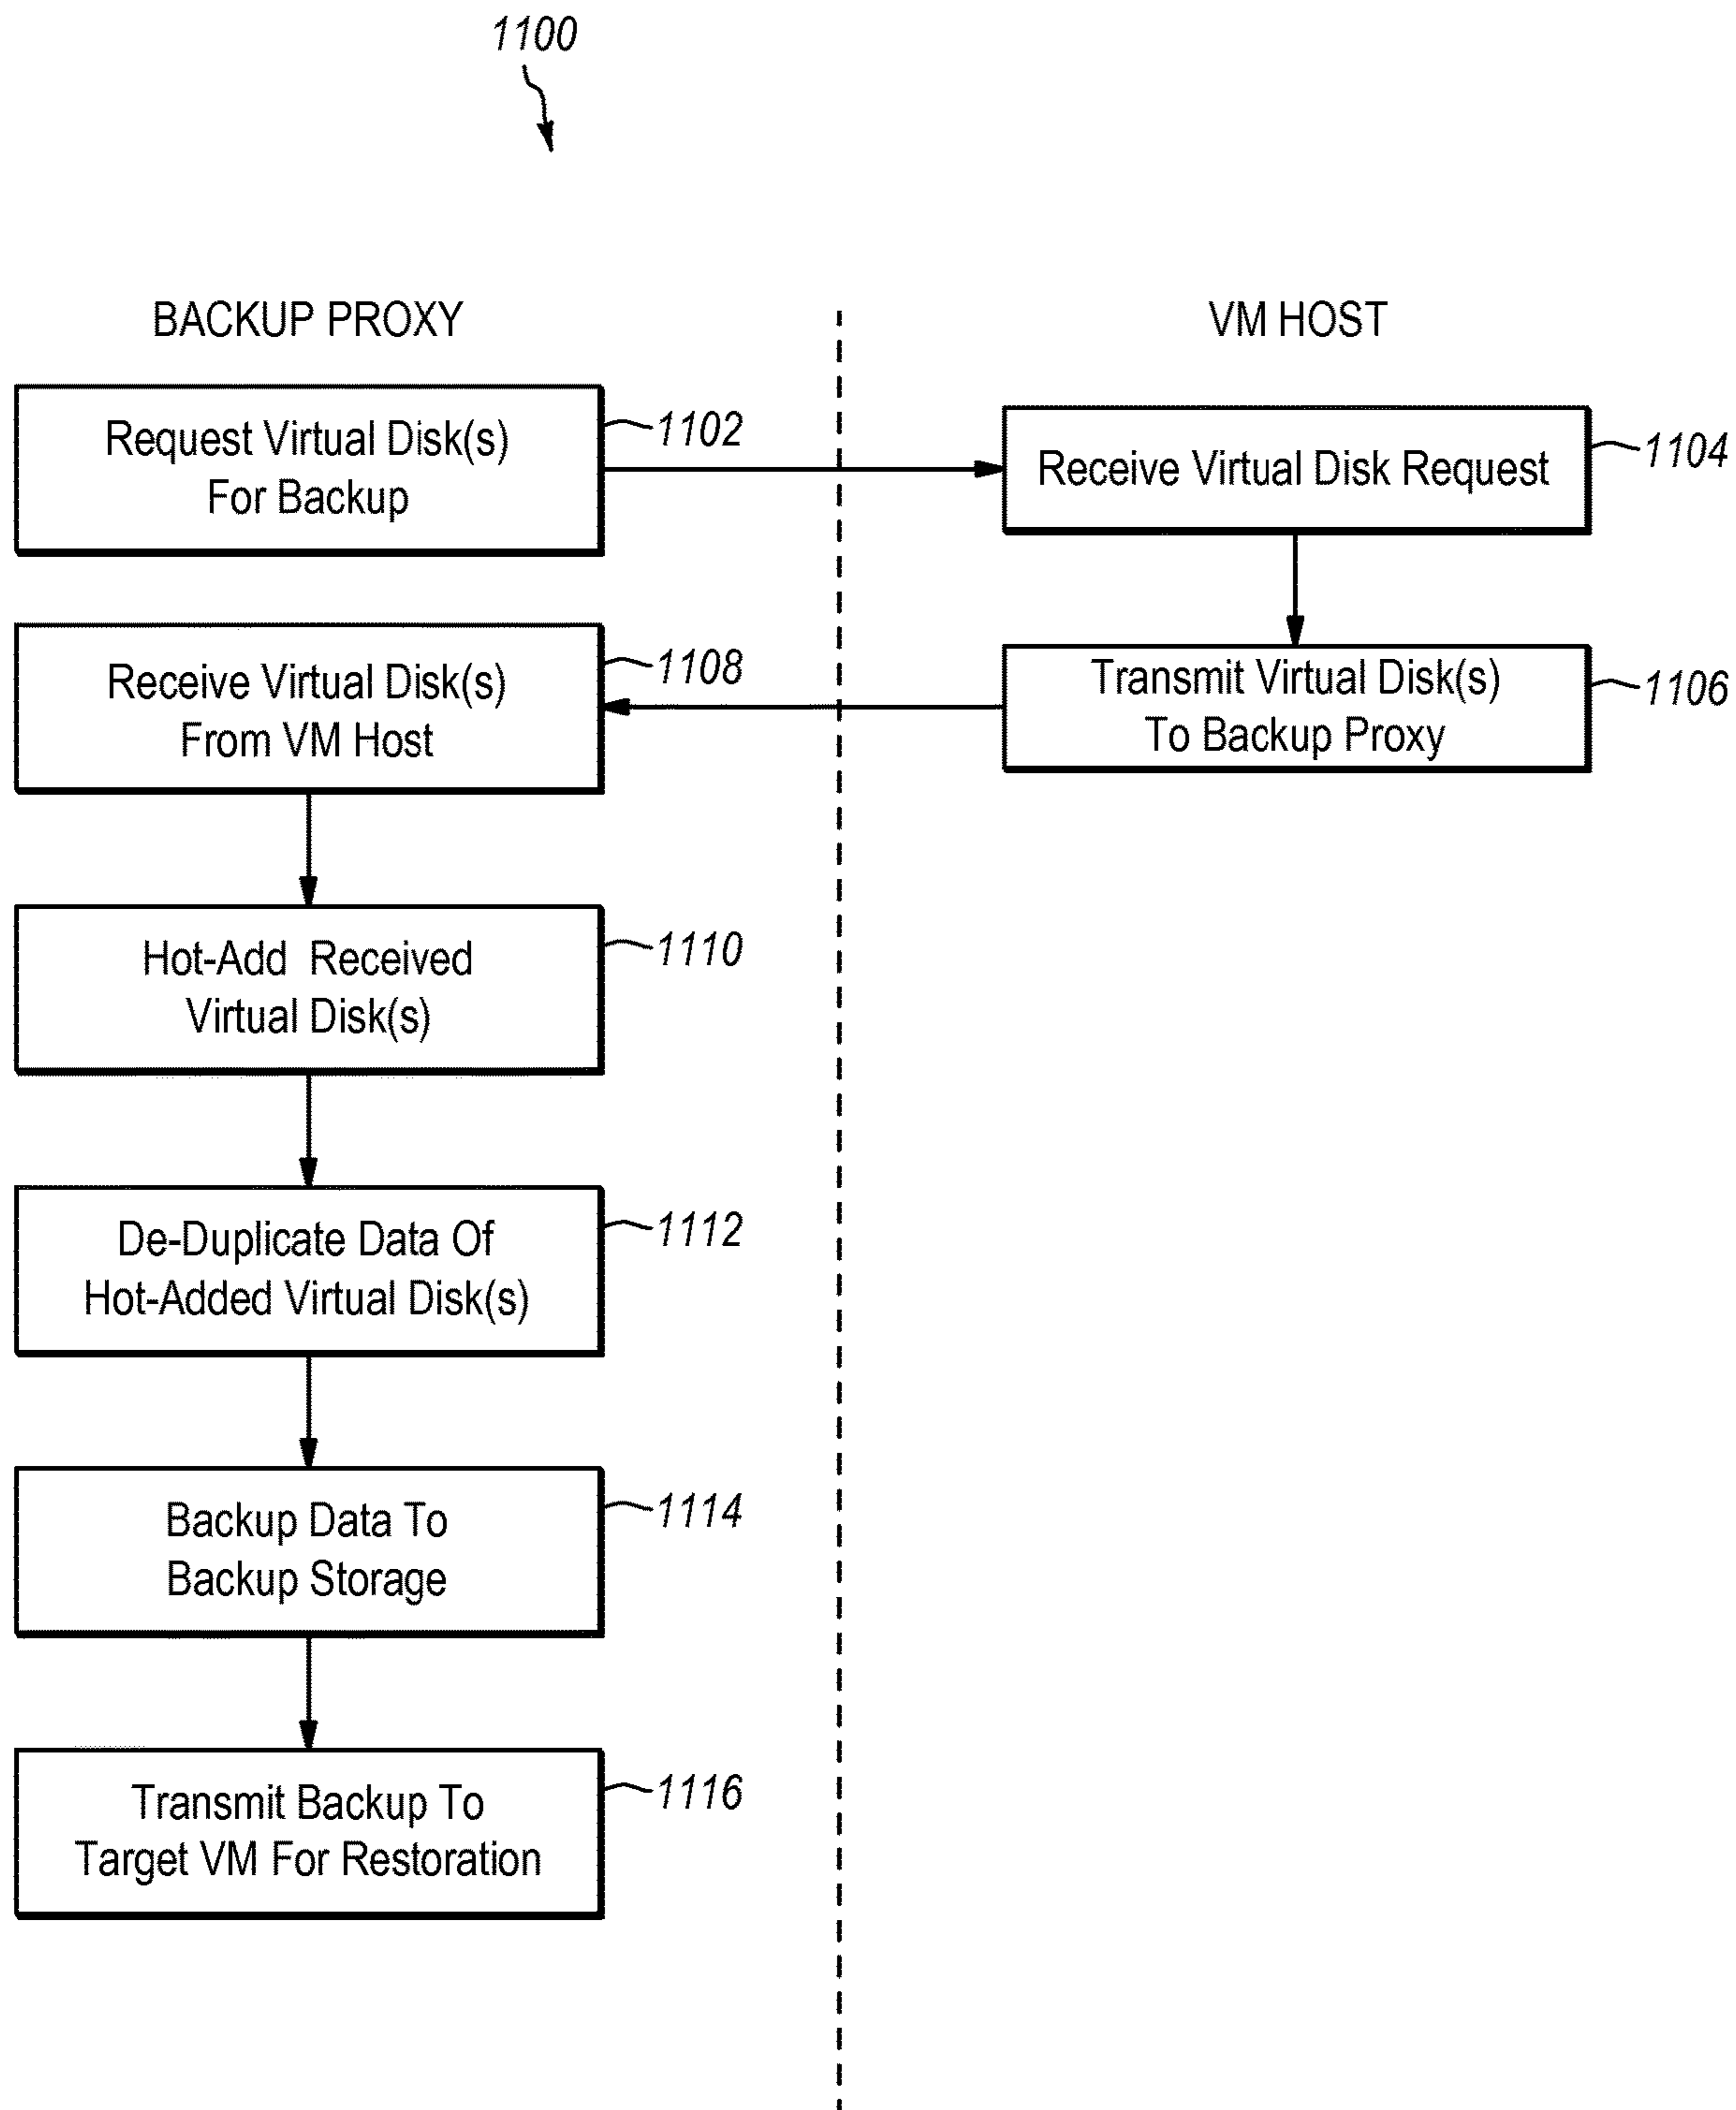 1100
BACKUP PROXY
VM HOST
Request Virtual Disk(s)
For Backup
1102
Receive Virtual Disk Request
1104
Receive Virtual Disk(s)
From VM Host
1108
Transmit Virtual Disk(s)
To Backup Proxy
1106
Hot-Add Received
Virtual Disk(s)
1110
De-Duplicate Data Of
Hot-Added Virtual Disk(s)
1112
Backup Data To
Backup Storage
1114
Transmit Backup To
Target VM For Restoration
1116